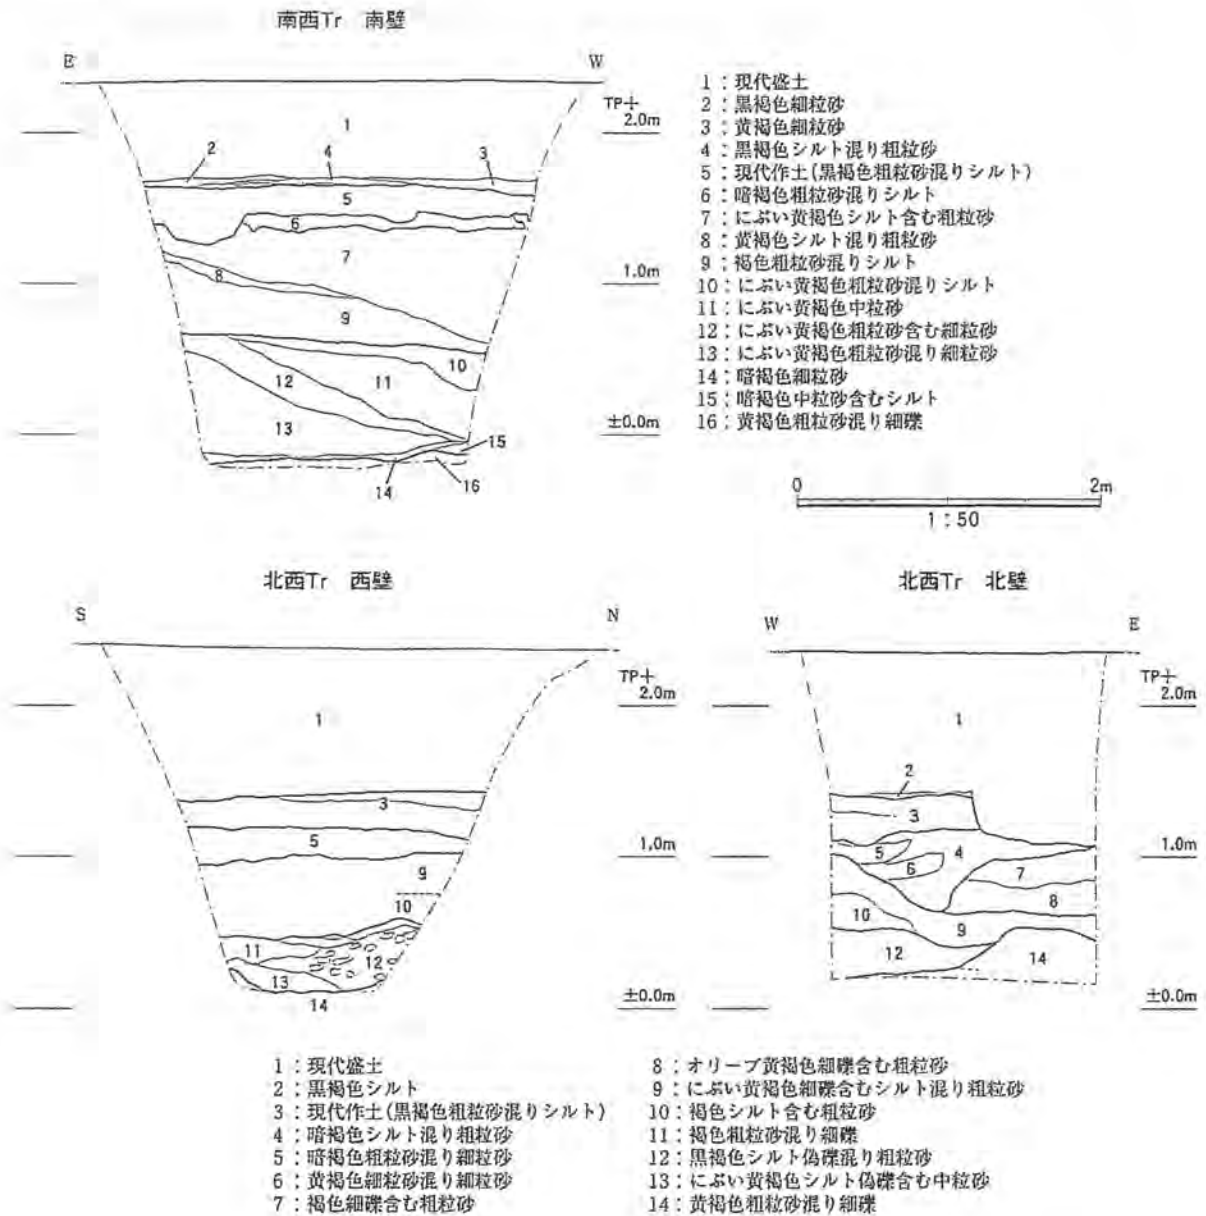 南西Tr 南壁
E
W
TP+
2.0m
1
2
4
3
5
6
7
8
1.0m
9
10
12
11
13
±0.0m
15
14
16
1：現代盛土
2：黒褐色細粒砂
3：黄褐色細粒砂
4：黒褐色シルト混り粗粒砂
5：現代作土(黒褐色粗粒砂混りシルト)
6：暗褐色粗粒砂混りシルト
7：にぶい黄褐色シルト含む粗粒砂
8：黄褐色シルト混り粗粒砂
9：褐色粗粒砂混りシルト
10：にぶい黄褐色粗粒砂混りシルト
11：にぶい黄褐色中粒砂
12：にぶい黄褐色粗粒砂含む細粒砂
13：にぶい黄褐色粗粒砂混り細粒砂
14：暗褐色細粒砂
15：暗褐色中粒砂含むシルト
16：黄褐色粗粒砂混り細礫
0
2m
1：50
北西Tr 西壁
S
N
TP+
2.0m
1
3
5
1.0m
9
10
11
12
13
14
±0.0m
北西Tr 北壁
W
E
TP+
2.0m
1
2
3
4
1.0m
5
6
7
8
10
9
12
14
±0.0m
1：現代盛土
2：黒褐色シルト
3：現代作土(黒褐色粗粒砂混りシルト)
4：暗褐色シルト混り粗粒砂
5：暗褐色粗粒砂混り細粒砂
6：黄褐色細粒砂混り細粒砂
7：褐色細礫含む粗粒砂
8：オリーブ黄褐色細礫含む粗粒砂
9：にぶい黄褐色細礫含むシルト混り粗粒砂
10：褐色シルト含む粗粒砂
11：褐色粗粒砂混り細礫
12：黒褐色シルト偽礫混り粗粒砂
13：にぶい黄褐色シルト偽礫含む中粒砂
14：黄褐色粗粒砂混り細礫